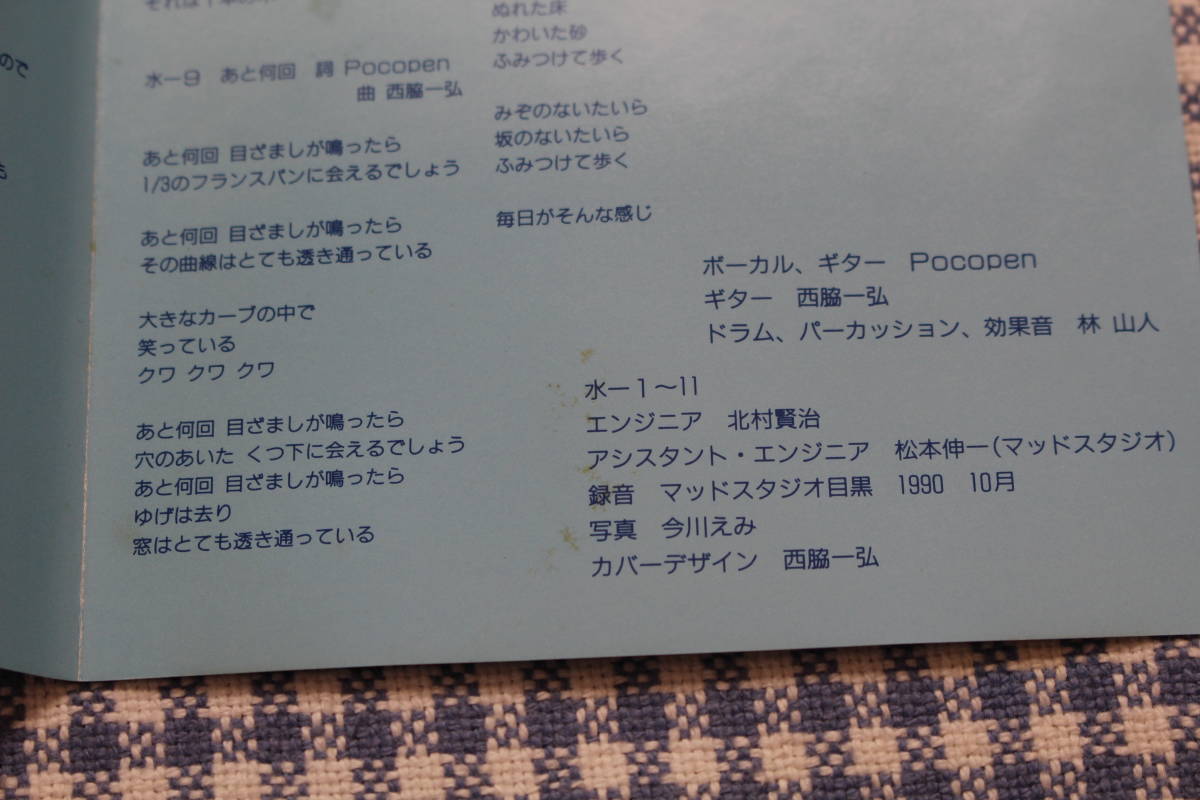 ので
水ー9 あと何回 詞 Pocopen
曲 西脇一弘
あと何回 目ざましが鳴ったら
1/3のフランスパンに会えるでしょう
あと何回 目ざましが鳴ったら
その曲線はとても透き通っている
大きなカーブの中で
笑っている
クワ クワ クワ
あと何回 目ざましが鳴ったら
穴のあいた くつ下に会えるでしょう
あと何回 目ざましが鳴ったら
ゆげは去り
窓はとても透き通っている
ぬれた床
かわいた砂
ふみつけて歩く
みぞのないたいら
坂のないたいら
ふみつけて歩く
毎日がそんな感じ
ボーカル、ギター Pocopen
ギター 西脇一弘
ドラム、パーカッション、効果音 林 山人
水ー1〜11
エンジニア 北村賢治
アシスタント・エンジニア 松本伸一(マッドスタジオ)
録音 マッドスタジオ目黒 1990 10月
写真 今川えみ
カバーデザイン 西脇一弘